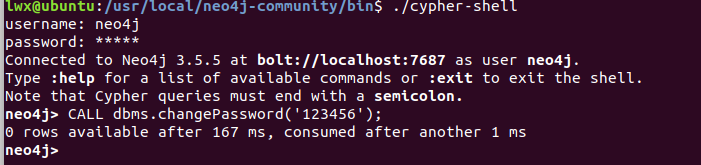 lwx@ubuntu:/usr/local/neo4j-community/bin$ ./cypher-shell
username: neo4j
password: *****
Connected to Neo4j 3.5.5 at bolt://localhost:7687 as user neo4j.
Type :help for a list of available commands or :exit to exit the shell.
Note that Cypher queries must end with a semicolon.
neo4j> CALL dbms.changePassword('123456');
0 rows available after 167 ms, consumed after another 1 ms
neo4j>